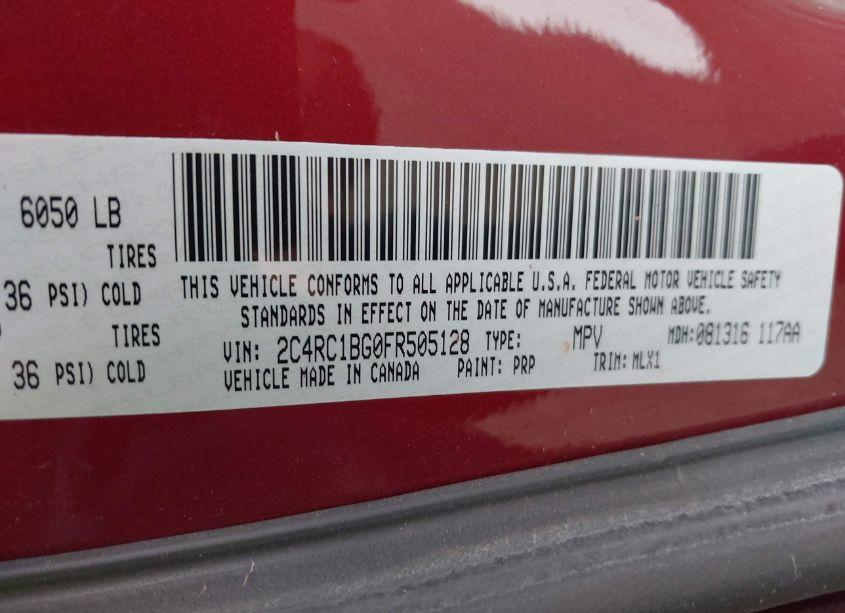 6050 LB
TIRES
36 PSI) COLD
TIRES
36 PSI) COLD
THIS VEHICLE CONFORMS TO ALL APPLICABLE U.S.A. FEDERAL MOTOR VEHICLE SAFETY
STANDARDS IN EFFECT ON THE DATE OF MANUFACTURE SHOWN ABOVE.
VIN: 2C4RC1BG0FR505128 TYPE: MPV MDH:081316 117AA
VEHICLE MADE IN CANADA PAINT: PRP TRIM: MLX1